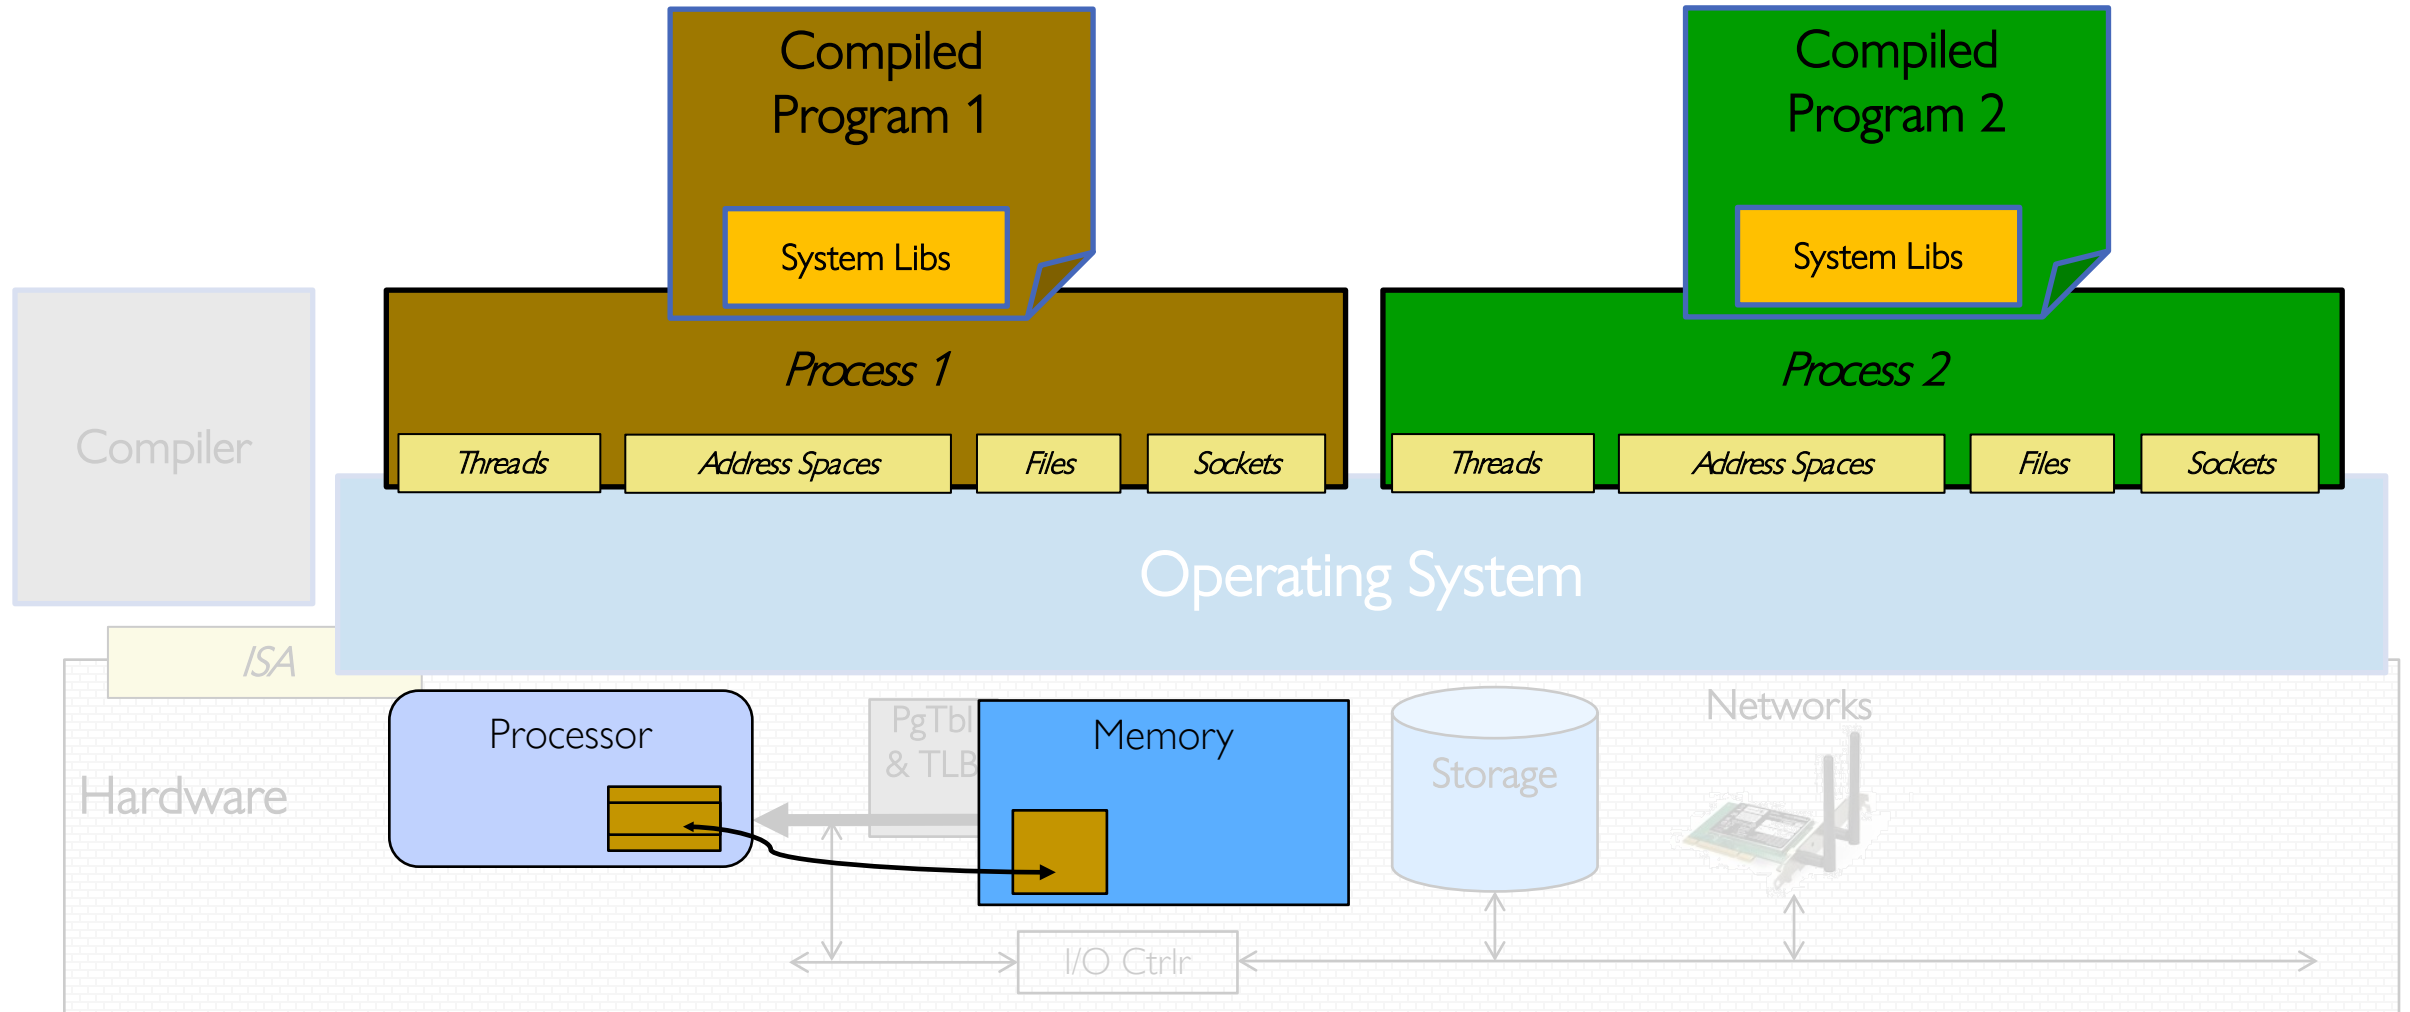 Compiled
Program 1
System Libs
Compiled
Program 2
System Libs
Compiler
Process 1
Process 2
Threads
Address Spaces
Files
Sockets
Threads
Address Spaces
Files
Sockets
Operating System
ISA
Hardware
Processor
PgTbl
& TLB
Memory
Storage
Networks
I/O Ctrlr